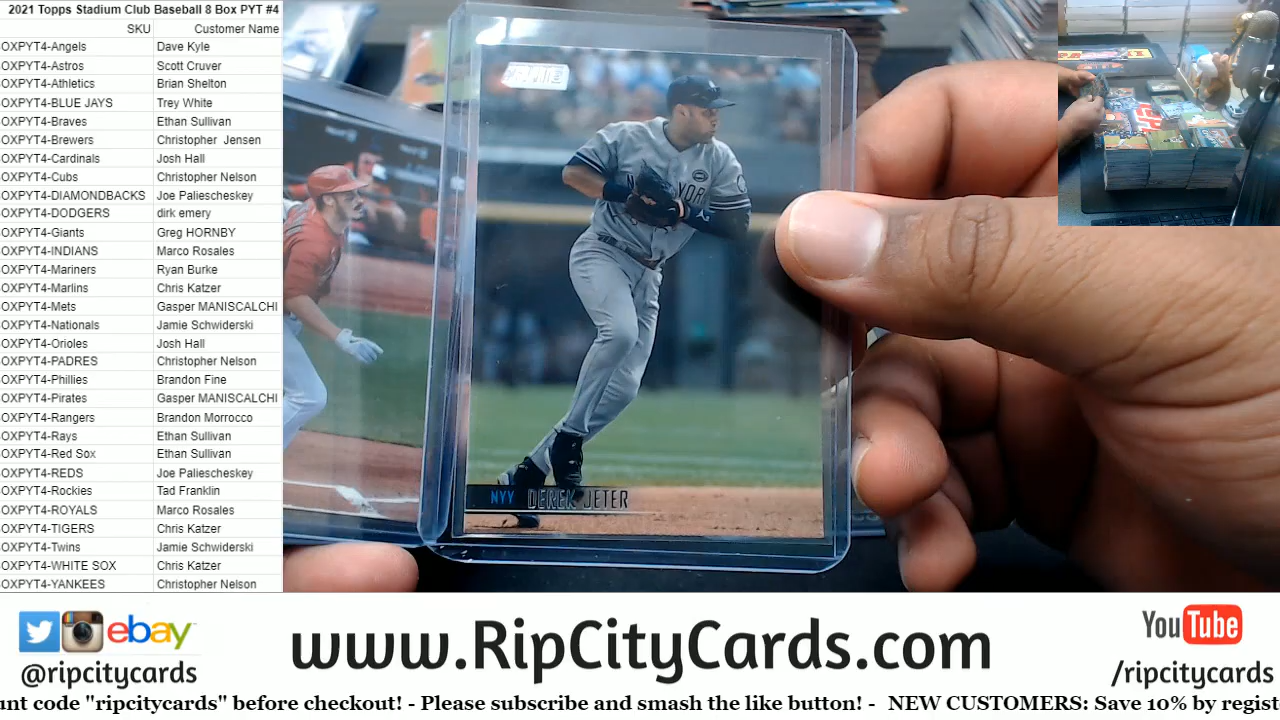 2021 Topps Stadium Club Baseball 8 Box PYT #4
SKU Customer Name
OXPYT4-Angels Dave Kyle
OXPYT4-Astros Scott Cruver
OXPYT4-Athletics Brian Shelton
OXPYT4-BLUE JAYS Trey White
OXPYT4-Braves Ethan Sullivan
OXPYT4-Brewers Christopher Jensen
OXPYT4-Cardinals Josh Hall
OXPYT4-Cubs Christopher Nelson
OXPYT4-DIAMONDBACKS Joe Paliescheskey
OXPYT4-DODGERS dirk emery
OXPYT4-Giants Greg HORNBY
OXPYT4-INDIANS Marco Rosales
OXPYT4-Mariners Ryan Burke
OXPYT4-Marlins Chris Katzer
OXPYT4-Mets Gasper MANISCALCHI
OXPYT4-Nationals Jamie Schwiderski
OXPYT4-Orioles Josh Hall
OXPYT4-PADRES Christopher Nelson
OXPYT4-Phillies Brandon Fine
OXPYT4-Pirates Gasper MANISCALCHI
OXPYT4-Rangers Brandon Morrocco
OXPYT4-Rays Ethan Sullivan
OXPYT4-Red Sox Ethan Sullivan
OXPYT4-REDS Joe Paliescheskey
OXPYT4-Rockies Tad Franklin
OXPYT4-ROYALS Marco Rosales
OXPYT4-TIGERS Chris Katzer
OXPYT4-Twins Jamie Schwiderski
OXPYT4-WHITE SOX Chris Katzer
OXPYT4-YANKEES Christopher Nelson
NYY DEREK JETER
ebay
@ripcitycards
www.RipCityCards.com
YouTube
/ripcitycards
unt code "ripcitycards" before checkout! - Please subscribe and smash the like button! - NEW CUSTOMERS: Save 10% by regist